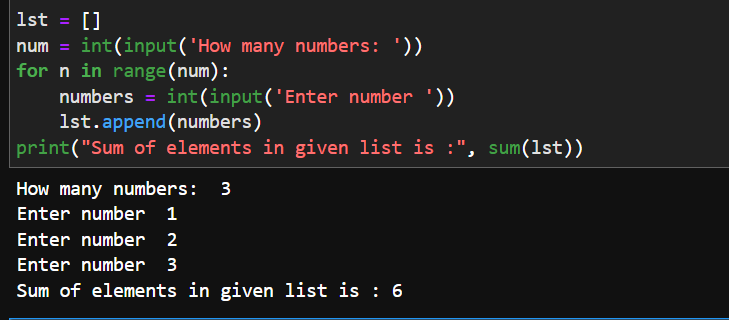 lst = []
num = int(input('How many numbers: '))
for n in range(num):
    numbers = int(input('Enter number '))
    lst.append(numbers)
print("Sum of elements in given list is :", sum(lst))
How many numbers:  3
Enter number  1
Enter number  2
Enter number  3
Sum of elements in given list is : 6